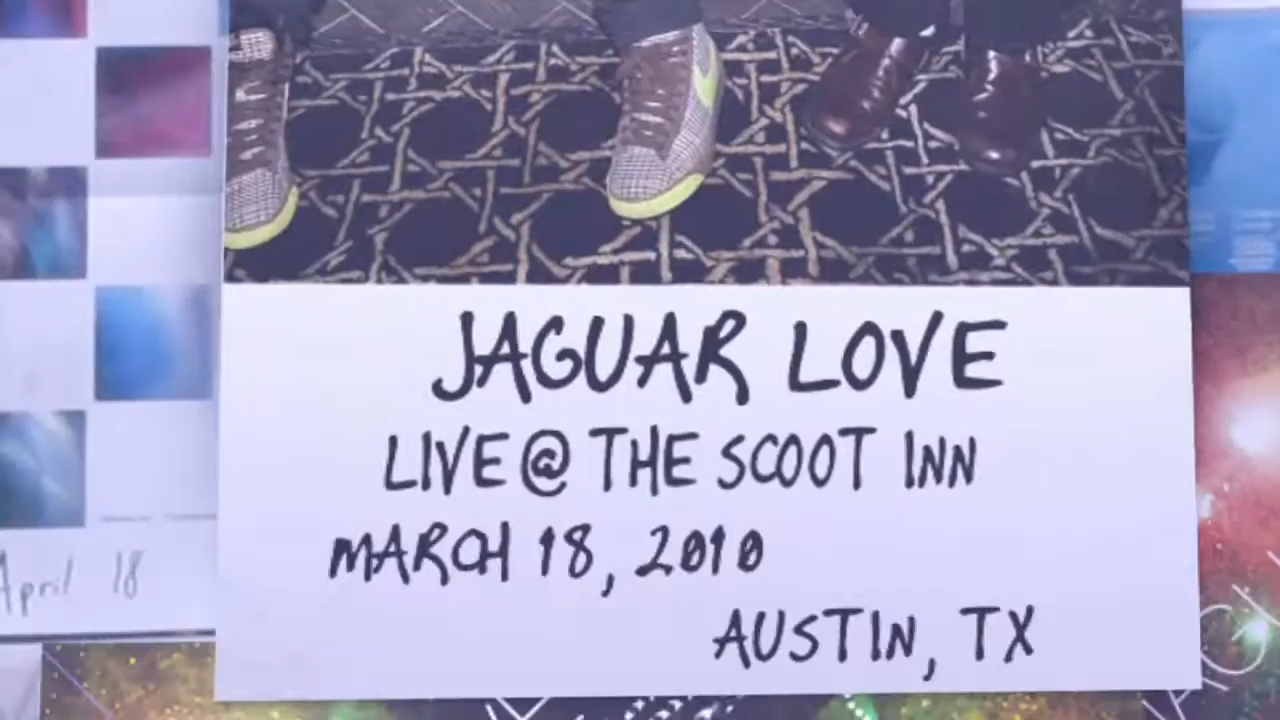 JAGUAR LOVE
LIVE @ THE SCOOT INN
MARCH 18, 2010
AUSTIN, TX
April 18